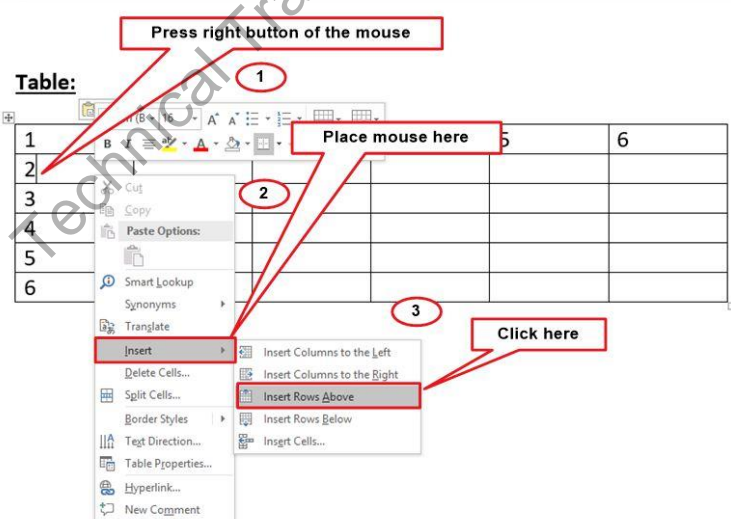 Press right button of the mouse
Technical Tra
1
Table:
16
A A
B I A
Place mouse here
1 5 6
2
3
4
5
6
2
Cut
Copy
Paste Options:
Smart Lookup
Synonyms
Translate
Insert
Delete Cells...
Split Cells...
Border Styles
Text Direction...
Table Properties...
Hyperlink...
New Comment
3
Click here
Insert Columns to the Left
Insert Columns to the Right
Insert Rows Above
Insert Rows Below
Insert Cells...